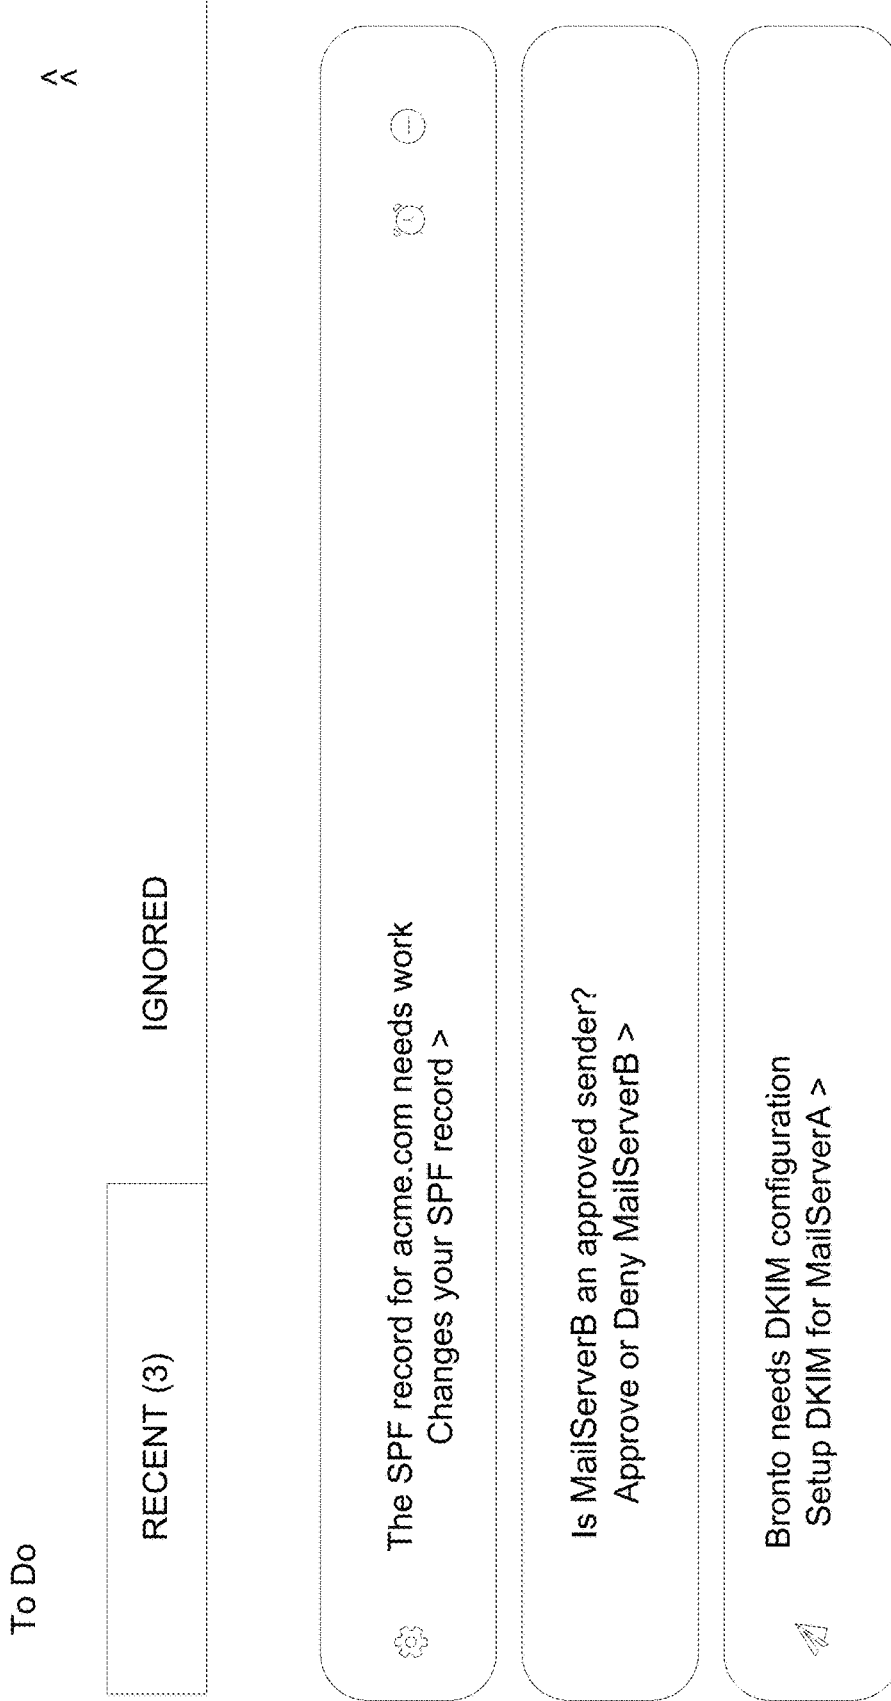 To Do
<<
RECENT (3)
IGNORED
The SPF record for acme.com needs work
Changes your SPF record >
Is MailServerB an approved sender?
Approve or Deny MailServerB >
Bronto needs DKIM configuration
Setup DKIM for MailServerA >